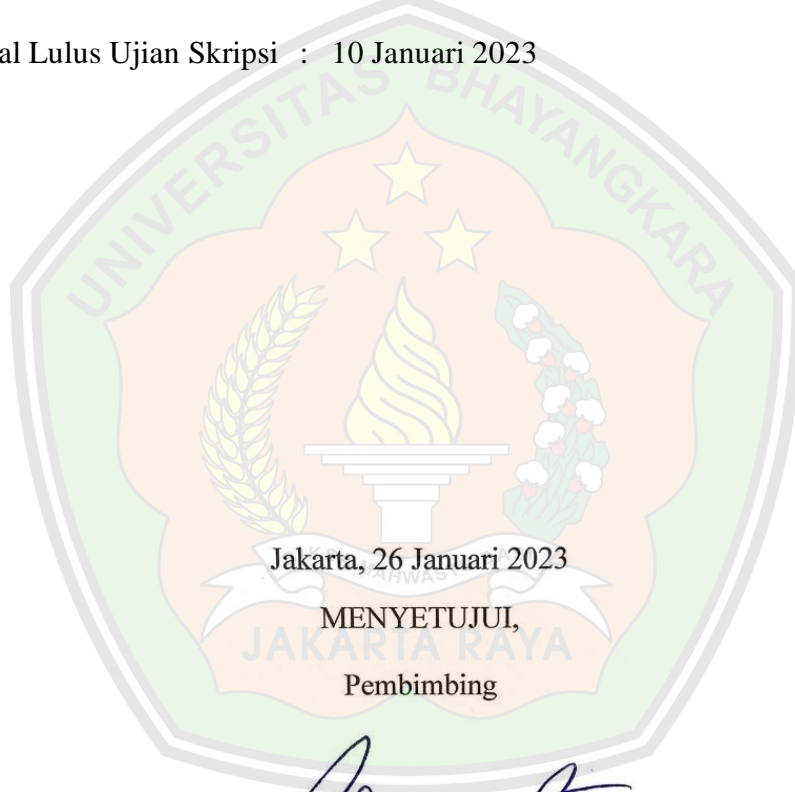 al Lulus Ujian Skripsi : 10 Januari 2023
UNIVERSITAS BHAYANGKARA
Jakarta, 26 Januari 2023
MENYETUJUI,
JAKARTA RAYA
Pembimbing